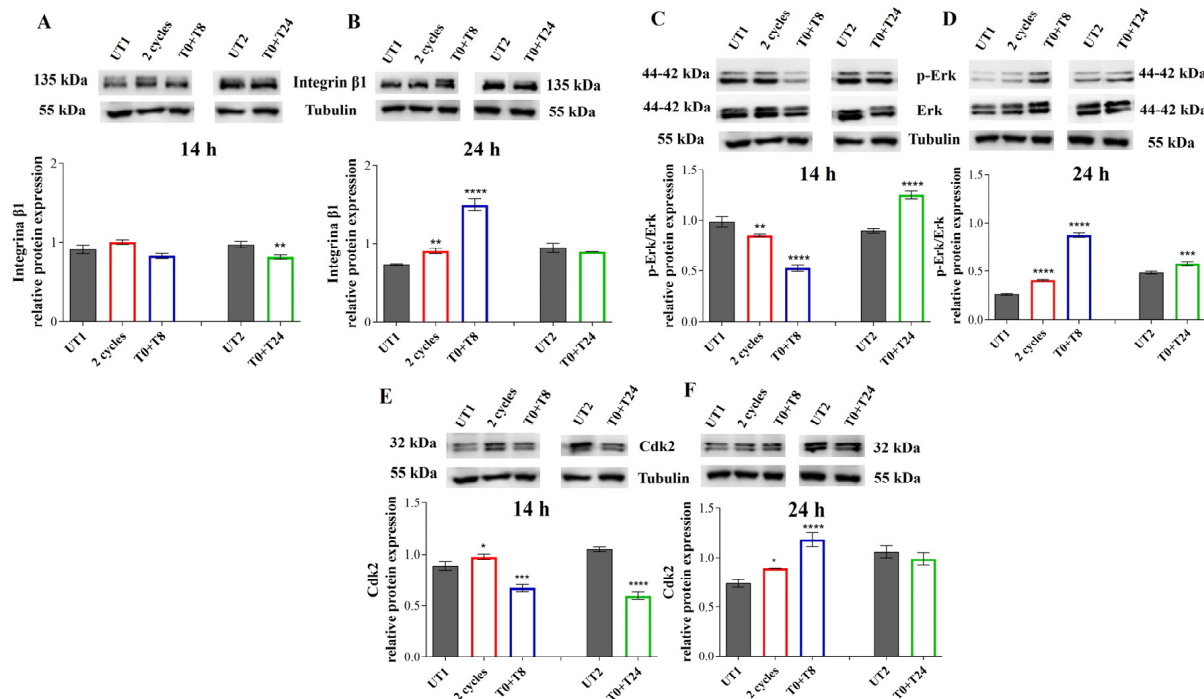 A
UT1
2 cycles
T0+T8
UT2
T0+T24
135 kDa
55 kDa
Integrin β1
Tubulin
14 h
Integrina β1
relative protein expression
2
1
0
UT1
2 cycles
T0+T8
UT2
T0+T24
**
B
UT1
2 cycles
T0+T8
UT2
T0+T24
135 kDa
55 kDa
24 h
Integrina β1
relative protein expression
2
1
0
**
****
UT1
2 cycles
T0+T8
UT2
T0+T24
C
UT1
2 cycles
T0+T8
UT2
T0+T24
44-42 kDa
44-42 kDa
55 kDa
p-Erk
Erk
Tubulin
14 h
p-Erk/Erk
relative protein expression
1.5
1.0
0.5
0.0
**
****
****
UT1
2 cycles
T0+T8
UT2
T0+T24
D
UT1
2 cycles
T0+T8
UT2
T0+T24
44-42 kDa
44-42 kDa
55 kDa
24 h
p-Erk/Erk
relative protein expression
1.5
1.0
0.5
0.0
****
****
***
UT1
2 cycles
T0+T8
UT2
T0+T24
E
UT1
2 cycles
T0+T8
UT2
T0+T24
32 kDa
55 kDa
Cdk2
Tubulin
14 h
Cdk2
relative protein expression
1.5
1.0
0.5
0.0
*
***
****
UT1
2 cycles
T0+T8
UT2
T0+T24
F
UT1
2 cycles
T0+T8
UT2
T0+T24
32 kDa
55 kDa
24 h
Cdk2
relative protein expression
1.5
1.0
0.5
0.0
*
****
UT1
2 cycles
T0+T8
UT2
T0+T24